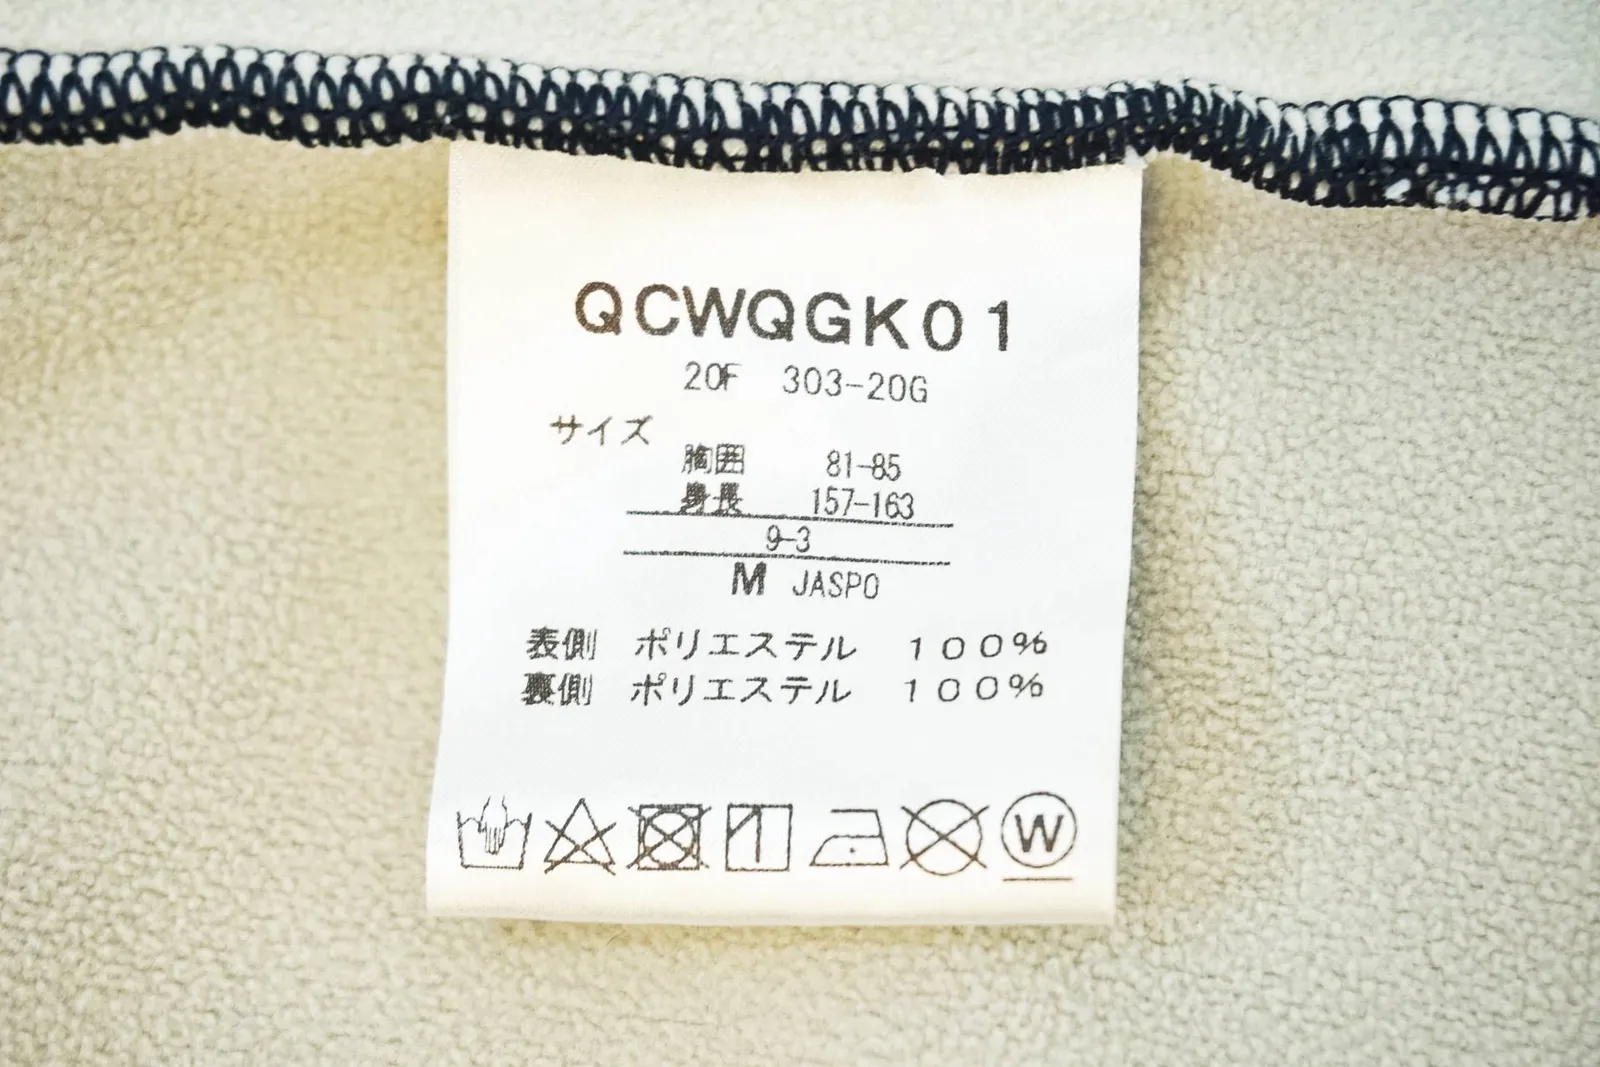 QCWQGK01
20F 303-20G
サイズ
胸囲 81-85
身長 157-163
9-3
M JASPO
表側 ポリエステル 100%
裏側 ポリエステル 100%
W